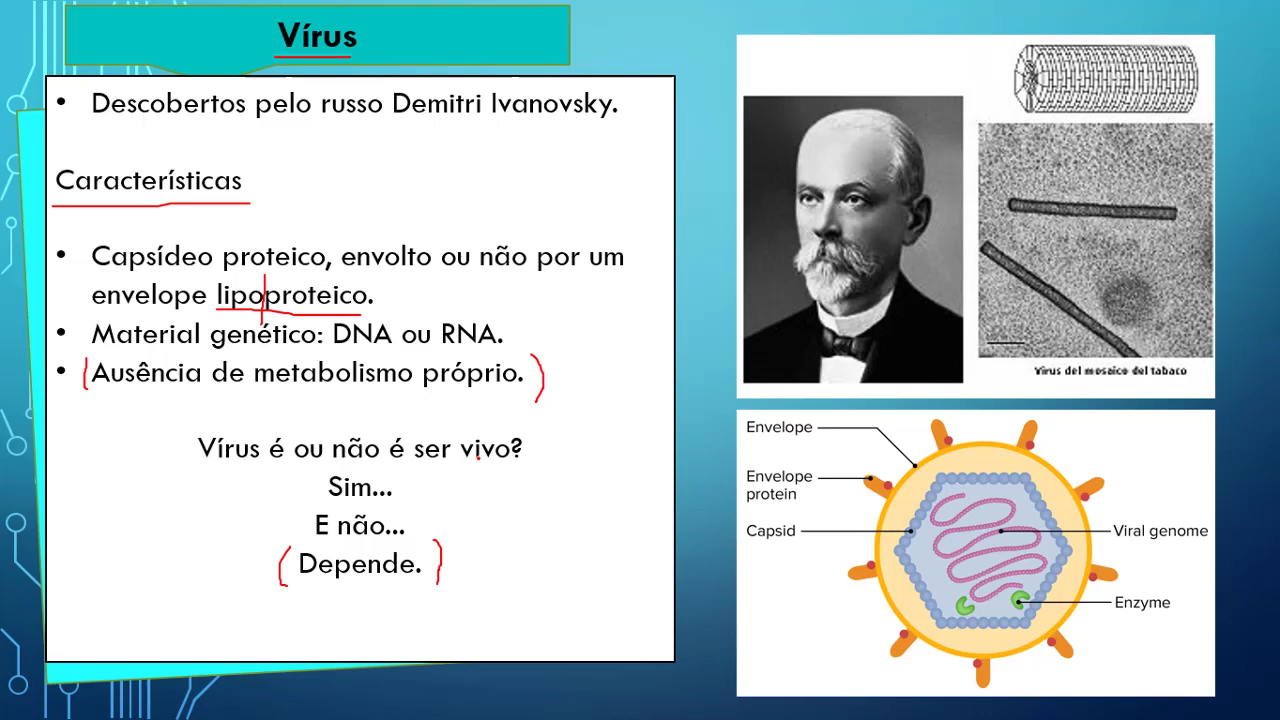 Vírus
• Descobertos pelo russo Demitri Ivanovsky.
Características
• Capsídeo proteico, envolto ou não por um
envelope lipoproteico.
• Material genético: DNA ou RNA.
• Ausência de metabolismo próprio.
Vírus é ou não é ser vivo?
Sim...
E não...
Depende.
Virus del mosaico del tabaco
Envelope
Envelope
protein
Capsid
Viral genome
Enzyme